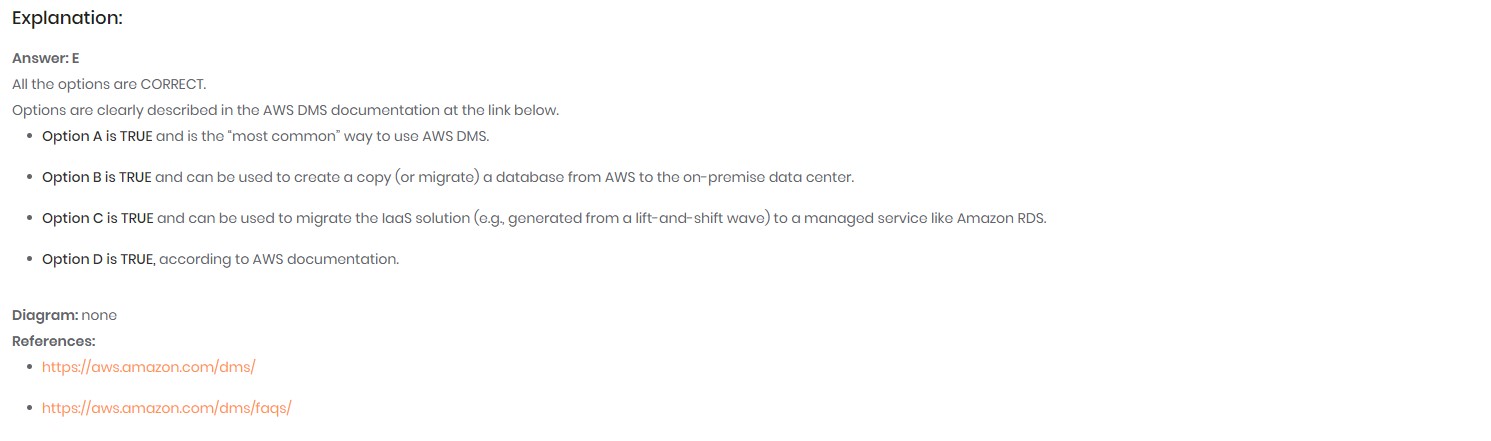 Explanation:
Answer: E
All the options are CORRECT.
Options are clearly described in the AWS DMS documentation at the link below.
• Option A is TRUE and is the “most common” way to use AWS DMS.
• Option B is TRUE and can be used to create a copy (or migrate) a database from AWS to the on-premise data center.
• Option C is TRUE and can be used to migrate the IaaS solution (e.g., generated from a lift-and-shift wave) to a managed service like Amazon RDS.
• Option D is TRUE, according to AWS documentation.
Diagram: none
References:
• https://aws.amazon.com/dms/
• https://aws.amazon.com/dms/faqs/